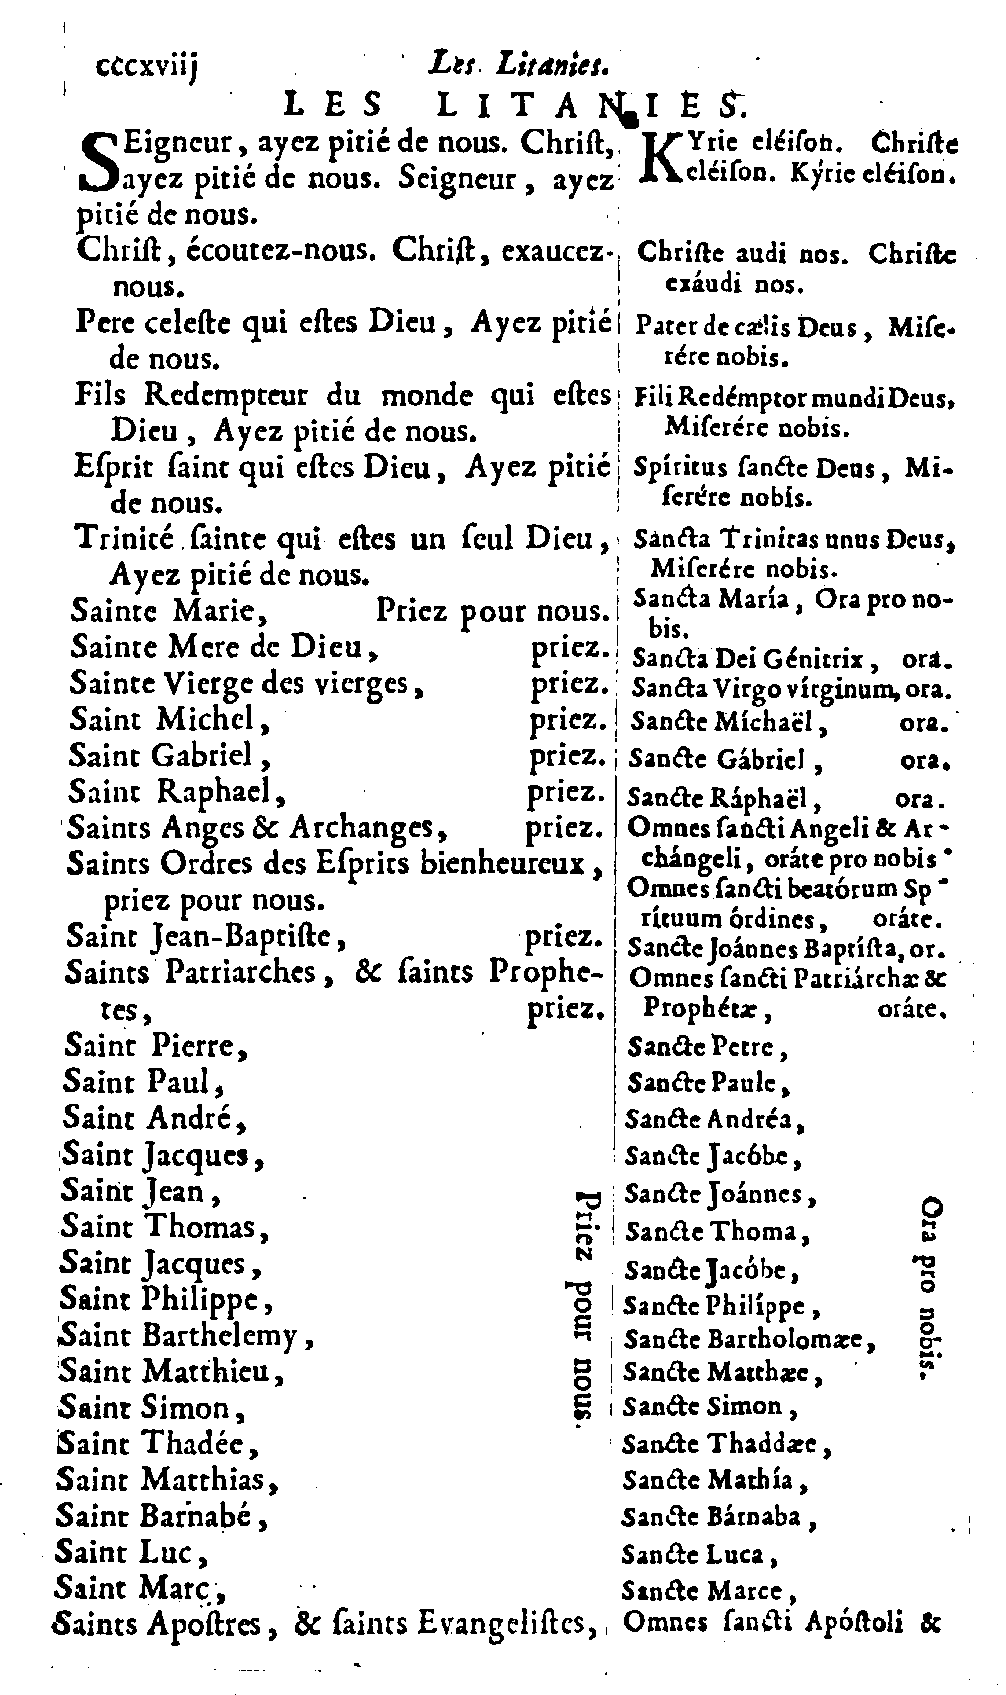 cccxviij
Les Litanies.
LES LITANIES.
SEigneur, ayez pitié de nous. Chriſt,
ayez pitié de nous. Seigneur, ayez
pitié de nous.
Chriſt, écoutez-nous. Chriſt, exaucez-
nous.
Pere celeſte qui eſtes Dieu, Ayez pitié
de nous.
Fils Redempteur du monde qui eſtes
Dieu, Ayez pitié de nous.
Eſprit ſaint qui eſtes Dieu, Ayez pitié
de nous.
Trinité ſainte qui eſtes un ſeul Dieu,
Ayez pitié de nous.
Sainte Marie, Priez pour nous.
Sainte Mere de Dieu, priez.
Sainte Vierge des vierges, priez.
Saint Michel, priez.
Saint Gabriel, priez.
Saint Raphael, priez.
Saints Anges & Archanges, priez.
Saints Ordres des Eſprits bienheureux,
priez pour nous.
Saint Jean-Baptiſte, priez.
Saints Patriarches, & ſaints Prophe-
tes, priez.
Saint Pierre,
Saint Paul,
Saint André,
Saint Jacques,
Saint Jean,
Saint Thomas,
Saint Jacques,
Saint Philippe,
Saint Barthelemy,
Saint Matthieu,
Saint Simon,
Saint Thadée,
Saint Matthias,
Saint Barnabé,
Saint Luc,
Saint Marc,
Priez pour nous.
Saints Apoſtres, & ſaints Evangeliſtes,
KYrie eléiſon. Chriſte
eléiſon. Kýrie eléiſon.
Chriſte audi nos. Chriſte
exáudi nos.
Pater de cælis Deus, Miſe-
rére nobis.
Fili Redémptor mundi Deus,
Miſerére nobis.
Spíritus ſancte Deus, Mi-
ſerére nobis.
Sancta Trinitas unus Deus,
Miſerére nobis.
Sancta María, Ora pro no-
bis.
Sancta Dei Génitrix, ora.
Sancta Virgo vírginum, ora.
Sancte Míchaël, ora.
Sancte Gábriel, ora.
Sancte Ráphaël, ora.
Omnes ſancti Angeli & Ar-
chángeli, oráte pro nobis
Omnes ſancti beatórum Sp
rítuum órdines, oráte.
Sancte Joánnes Baptíſta, or.
Omnes ſancti Patriárchæ &
Prophétæ, oráte.
Sancte Petre,
Sancte Paule,
Sancte Andréa,
Sancte Jacóbe,
Sancte Joánnes,
Sancte Thoma,
Sancte Jacóbe,
Sancte Philíppe,
Sancte Bartholomæe,
Sancte Matthæe,
Sancte Simon,
Sancte Thaddæe,
Sancte Mathía,
Sancte Bárnaba,
Sancte Luca,
Sancte Marce,
Ora pro nobis.
Omnes ſancti Apóſtoli &